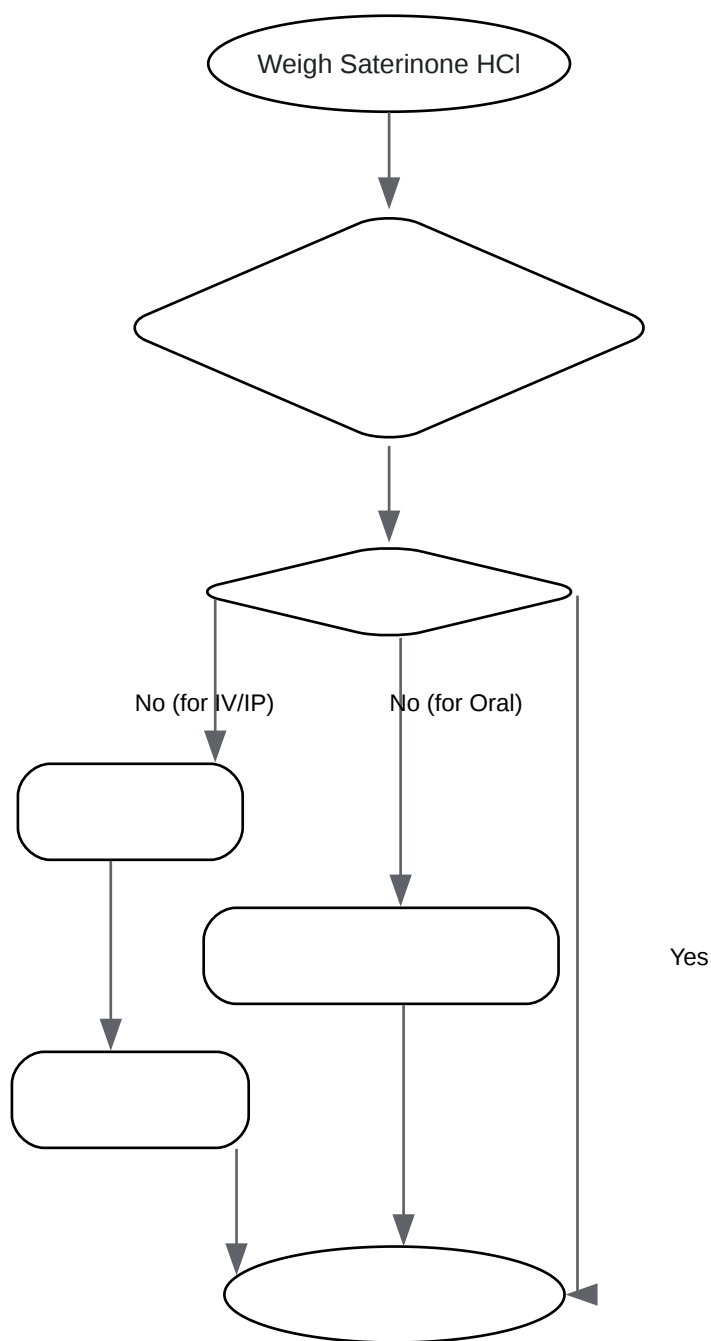 Weigh Saterinone HCl
No (for IV/IP)
No (for Oral)
Yes